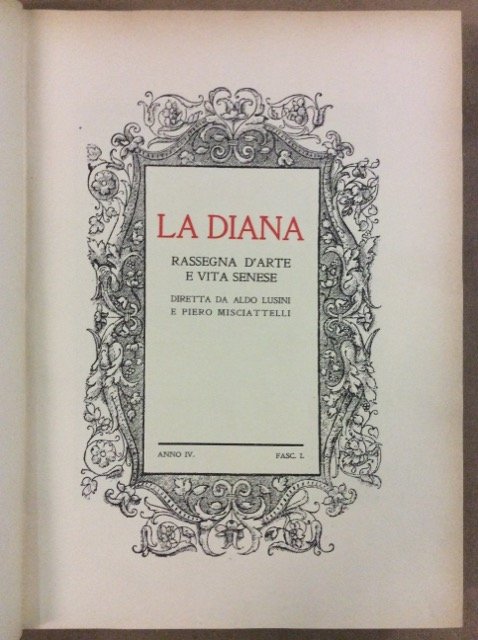 LA DIANA
RASSEGNA D'ARTE
E VITA SENESE
DIRETTA DA ALDO LUSINI
E PIERO MISCIATTELLI
ANNO IV. FASC. I.